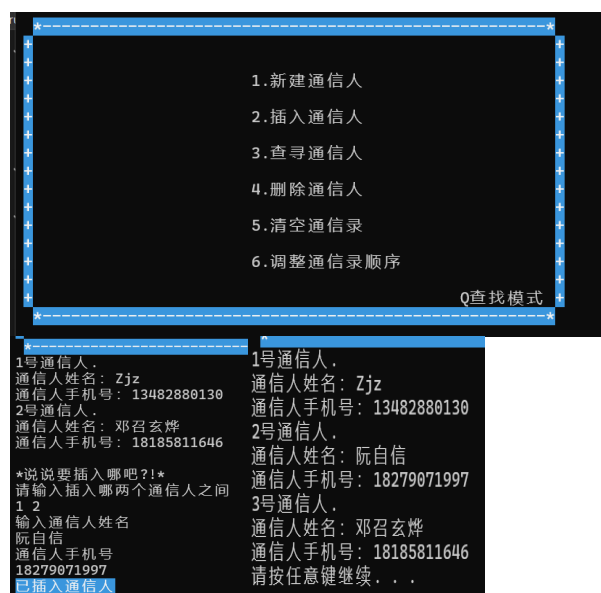 1.新建通信人
2.插入通信人
3.查寻通信人
4.删除通信人
5.清空通信录
6.调整通信录顺序
Q查找模式
1号通信人.
通信人姓名: Zjz
通信人手机号: 13482880130
2号通信人.
通信人姓名: 邓召玄烨
通信人手机号: 18185811646
*说说要插入哪吧?!*
请输入插入哪两个通信人之间
1 2
输入通信人姓名
阮自信
通信人手机号
18279071997
已插入通信人
1号通信人.
通信人姓名: Zjz
通信人手机号: 13482880130
2号通信人.
通信人姓名: 阮自信
通信人手机号: 18279071997
3号通信人.
通信人姓名: 邓召玄烨
通信人手机号: 18185811646
请按任意键继续. . .